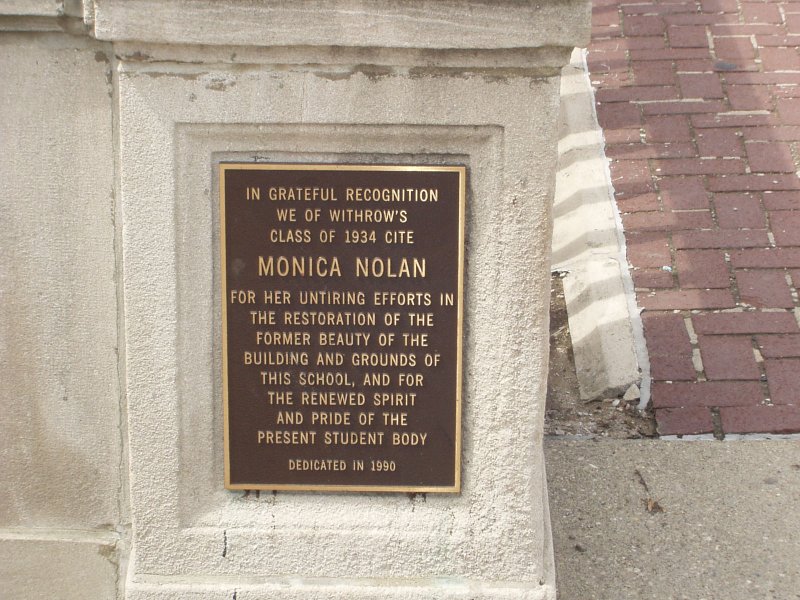 IN GRATEFUL RECOGNITION
WE OF WITHROW'S
CLASS OF 1934 CITE
MONICA NOLAN
FOR HER UNTIRING EFFORTS IN
THE RESTORATION OF THE
FORMER BEAUTY OF THE
BUILDING AND GROUNDS OF
THIS SCHOOL, AND FOR
THE RENEWED SPIRIT
AND PRIDE OF THE
PRESENT STUDENT BODY
DEDICATED IN 1990